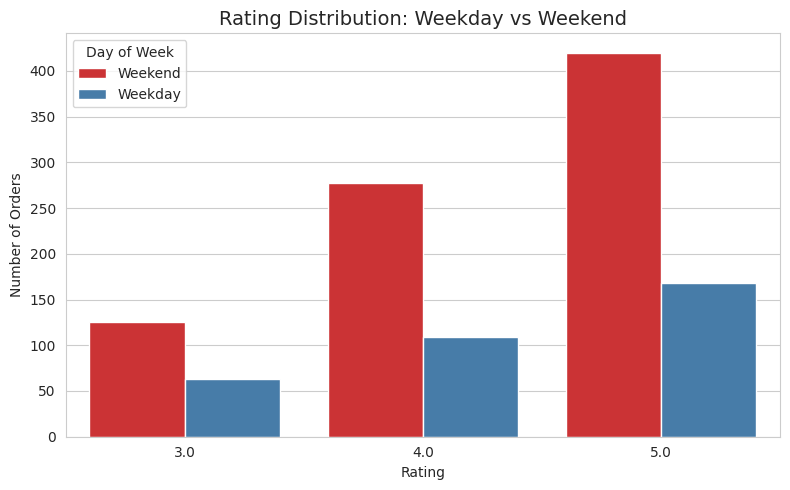 Rating Distribution: Weekday vs Weekend
Day of Week
Weekend
Weekday
400
350
300
250
200
150
100
50
0
Number of Orders
3.0 4.0 5.0
Rating